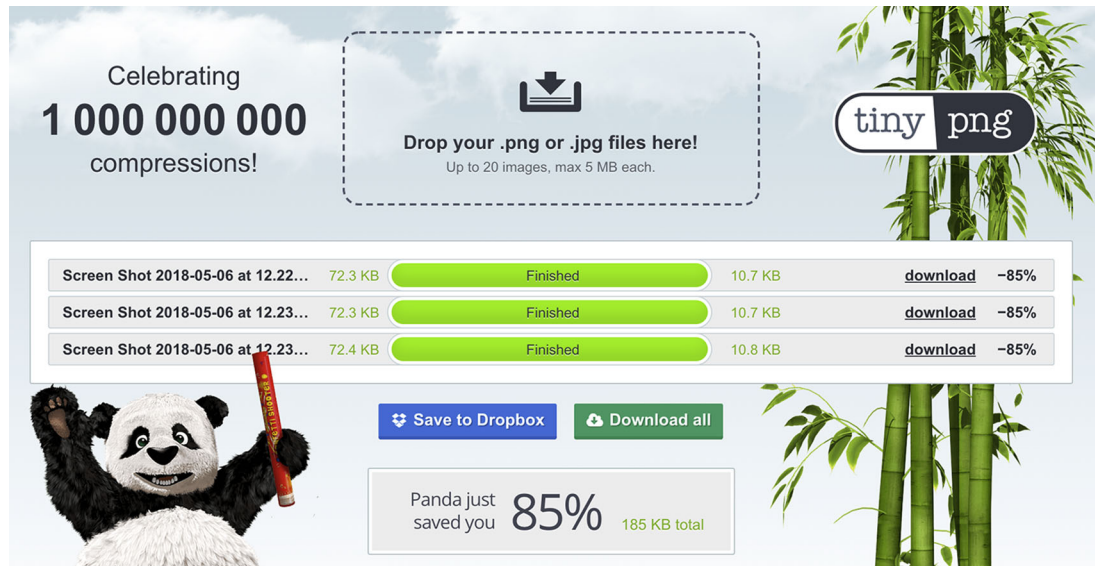 Celebrating
1 000 000 000
compressions!
Drop your .png or .jpg files here!
Up to 20 images, max 5 MB each.
tiny png
Screen Shot 2018-05-06 at 12.22... 72.3 KB Finished 10.7 KB download −85%
Screen Shot 2018-05-06 at 12.23... 72.3 KB Finished 10.7 KB download −85%
Screen Shot 2018-05-06 at 12.23... 72.4 KB Finished 10.8 KB download −85%
SHOOTER
Save to Dropbox
Download all
Panda just
saved you
85%
185 KB total